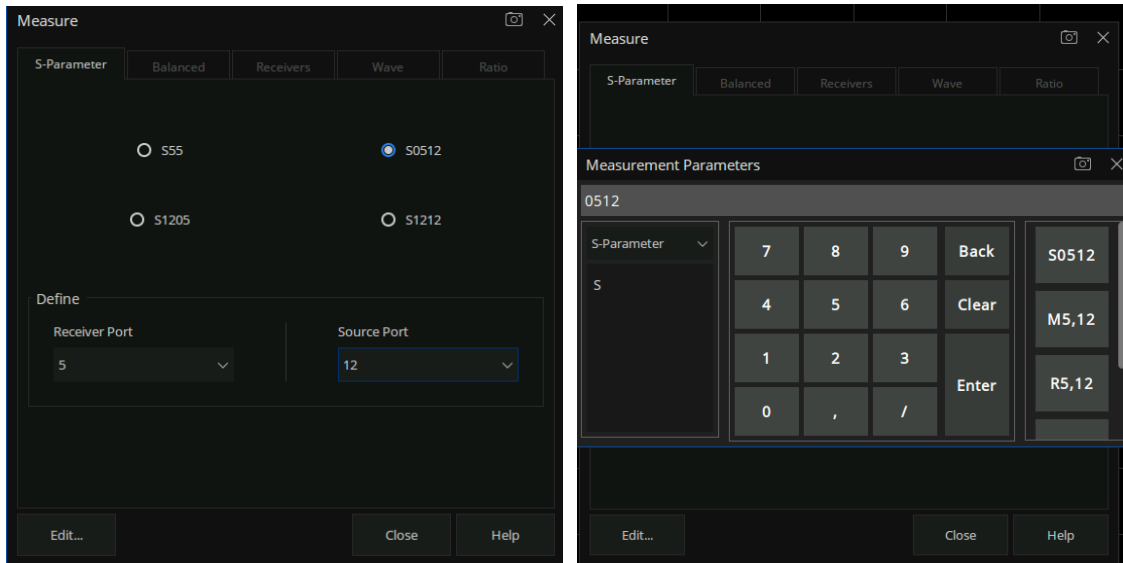 Measure
S-Parameter Balanced Receivers Wave Ratio
S55 S0512
S1205 S1212
Define
Receiver Port Source Port
5 12
Edit... Close Help
Measure
S-Parameter Balanced Receivers Wave Ratio
Measurement Parameters
0512
S-Parameter
S
7 8 9 Back
4 5 6 Clear
1 2 3
Enter
0 , /
S0512
M5,12
R5,12
Edit... Close Help